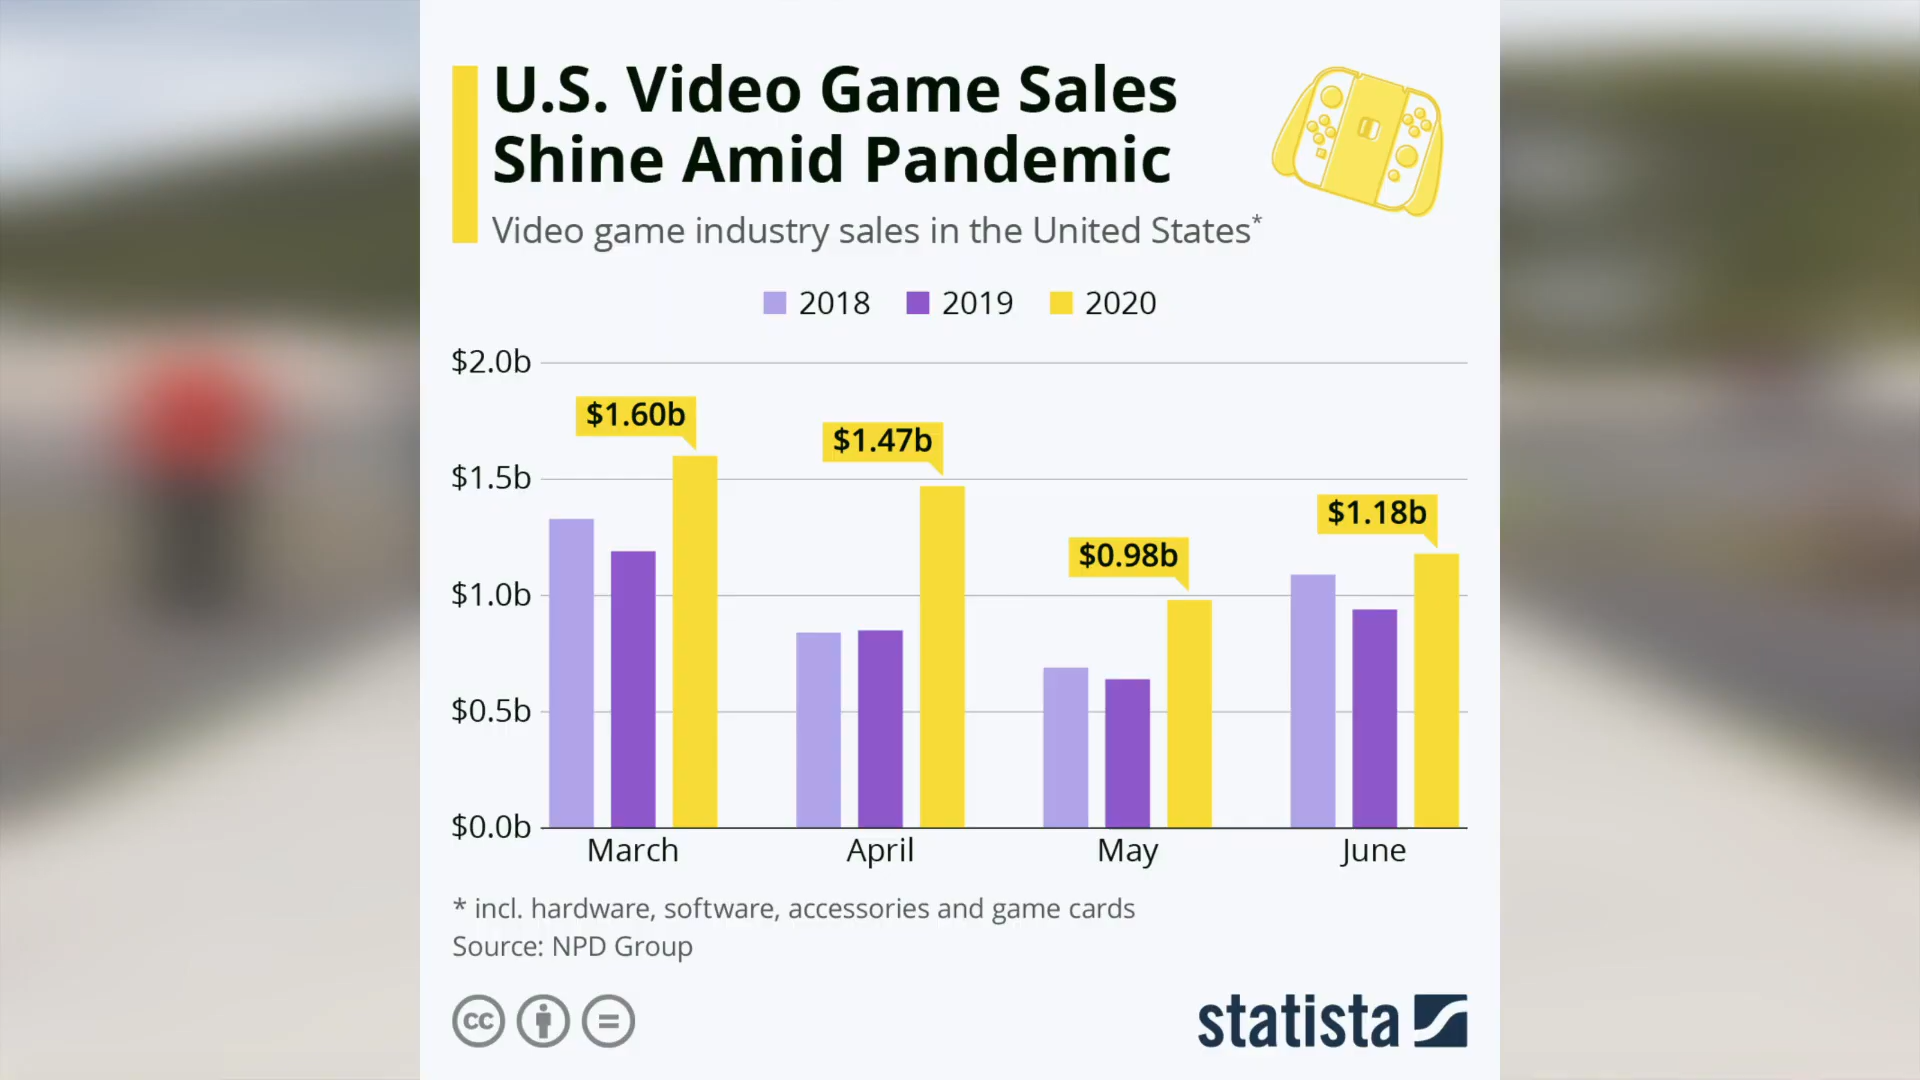 U.S. Video Game Sales
Shine Amid Pandemic
Video game industry sales in the United States*
2018 2019 2020
$2.0b
$1.60b
$1.47b
$1.5b
$1.18b
$0.98b
$1.0b
$0.5b
$0.0b
March April May June
* incl. hardware, software, accessories and game cards
Source: NPD Group
cc
statista